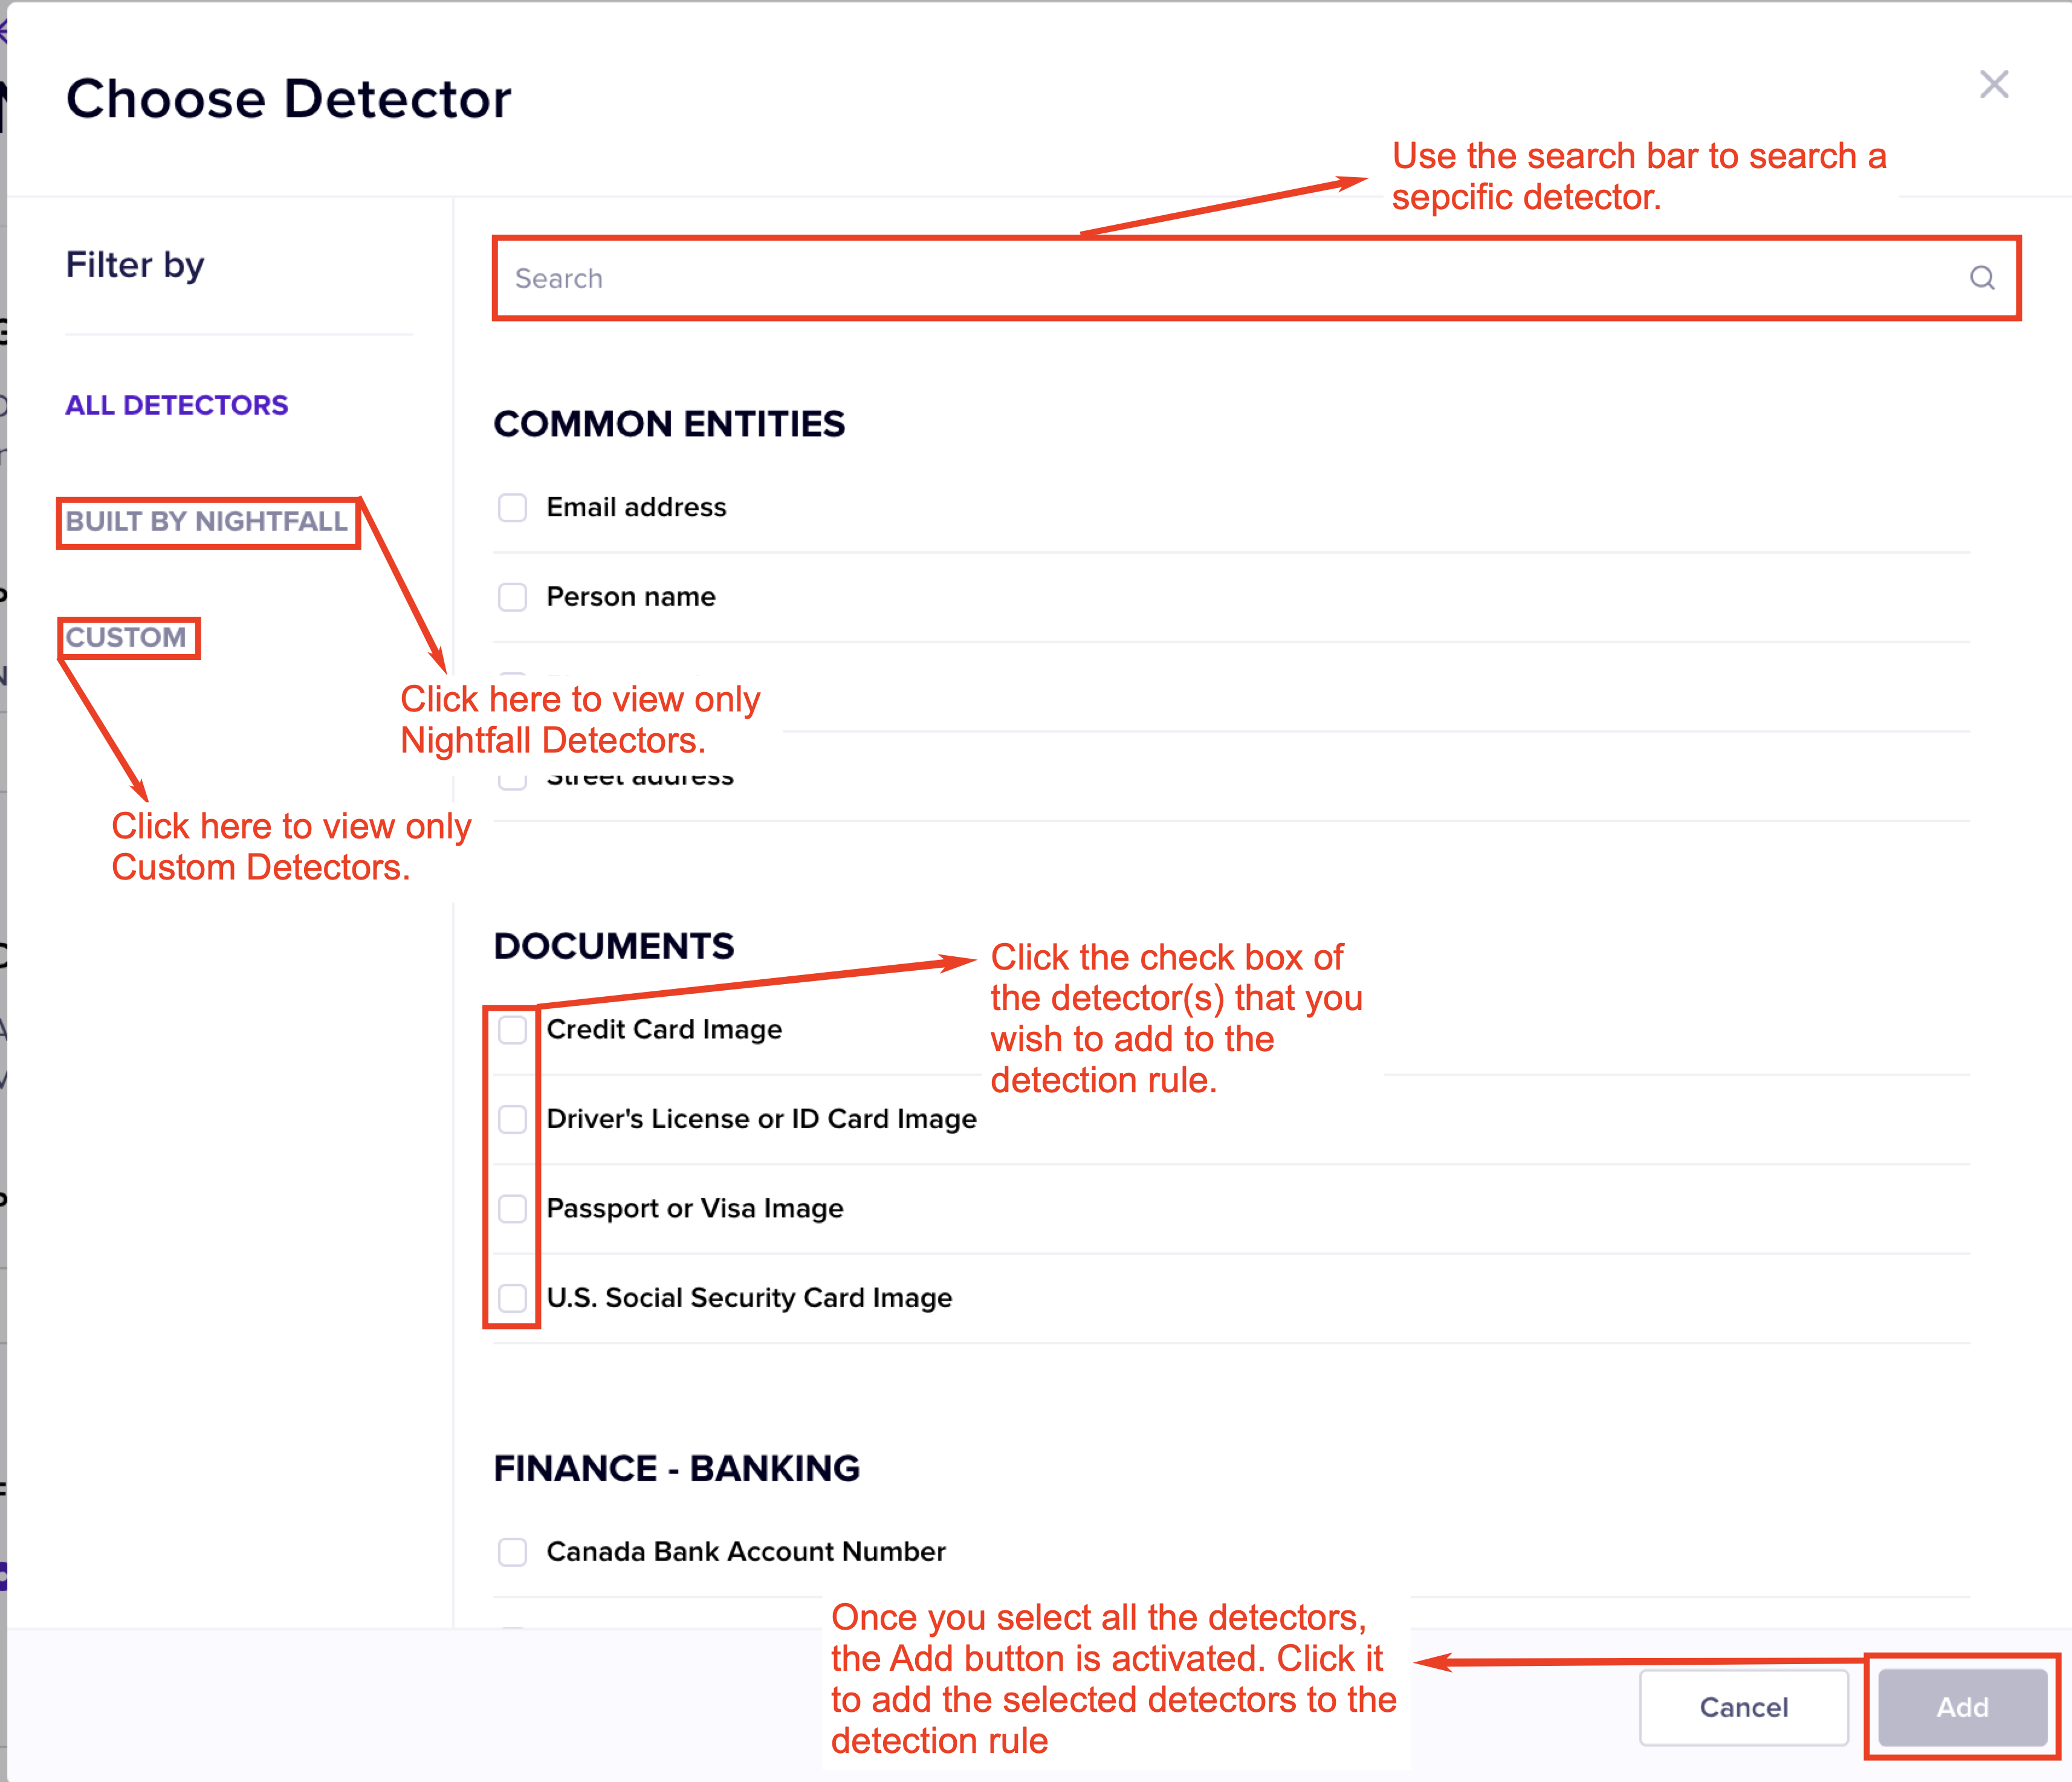 Choose Detector
Use the search bar to search a
sepcific detector.
Filter by
Search
ALL DETECTORS
BUILT BY NIGHTFALL
CUSTOM
COMMON ENTITIES
Email address
Person name
Click here to view only
Nightfall Detectors.
Street address
Click here to view only
Custom Detectors.
DOCUMENTS
Click the check box of
the detector(s) that you
wish to add to the
detection rule.
Credit Card Image
Driver's License or ID Card Image
Passport or Visa Image
U.S. Social Security Card Image
FINANCE - BANKING
Canada Bank Account Number
Once you select all the detectors,
the Add button is activated. Click it
to add the selected detectors to the
detection rule
Cancel
Add